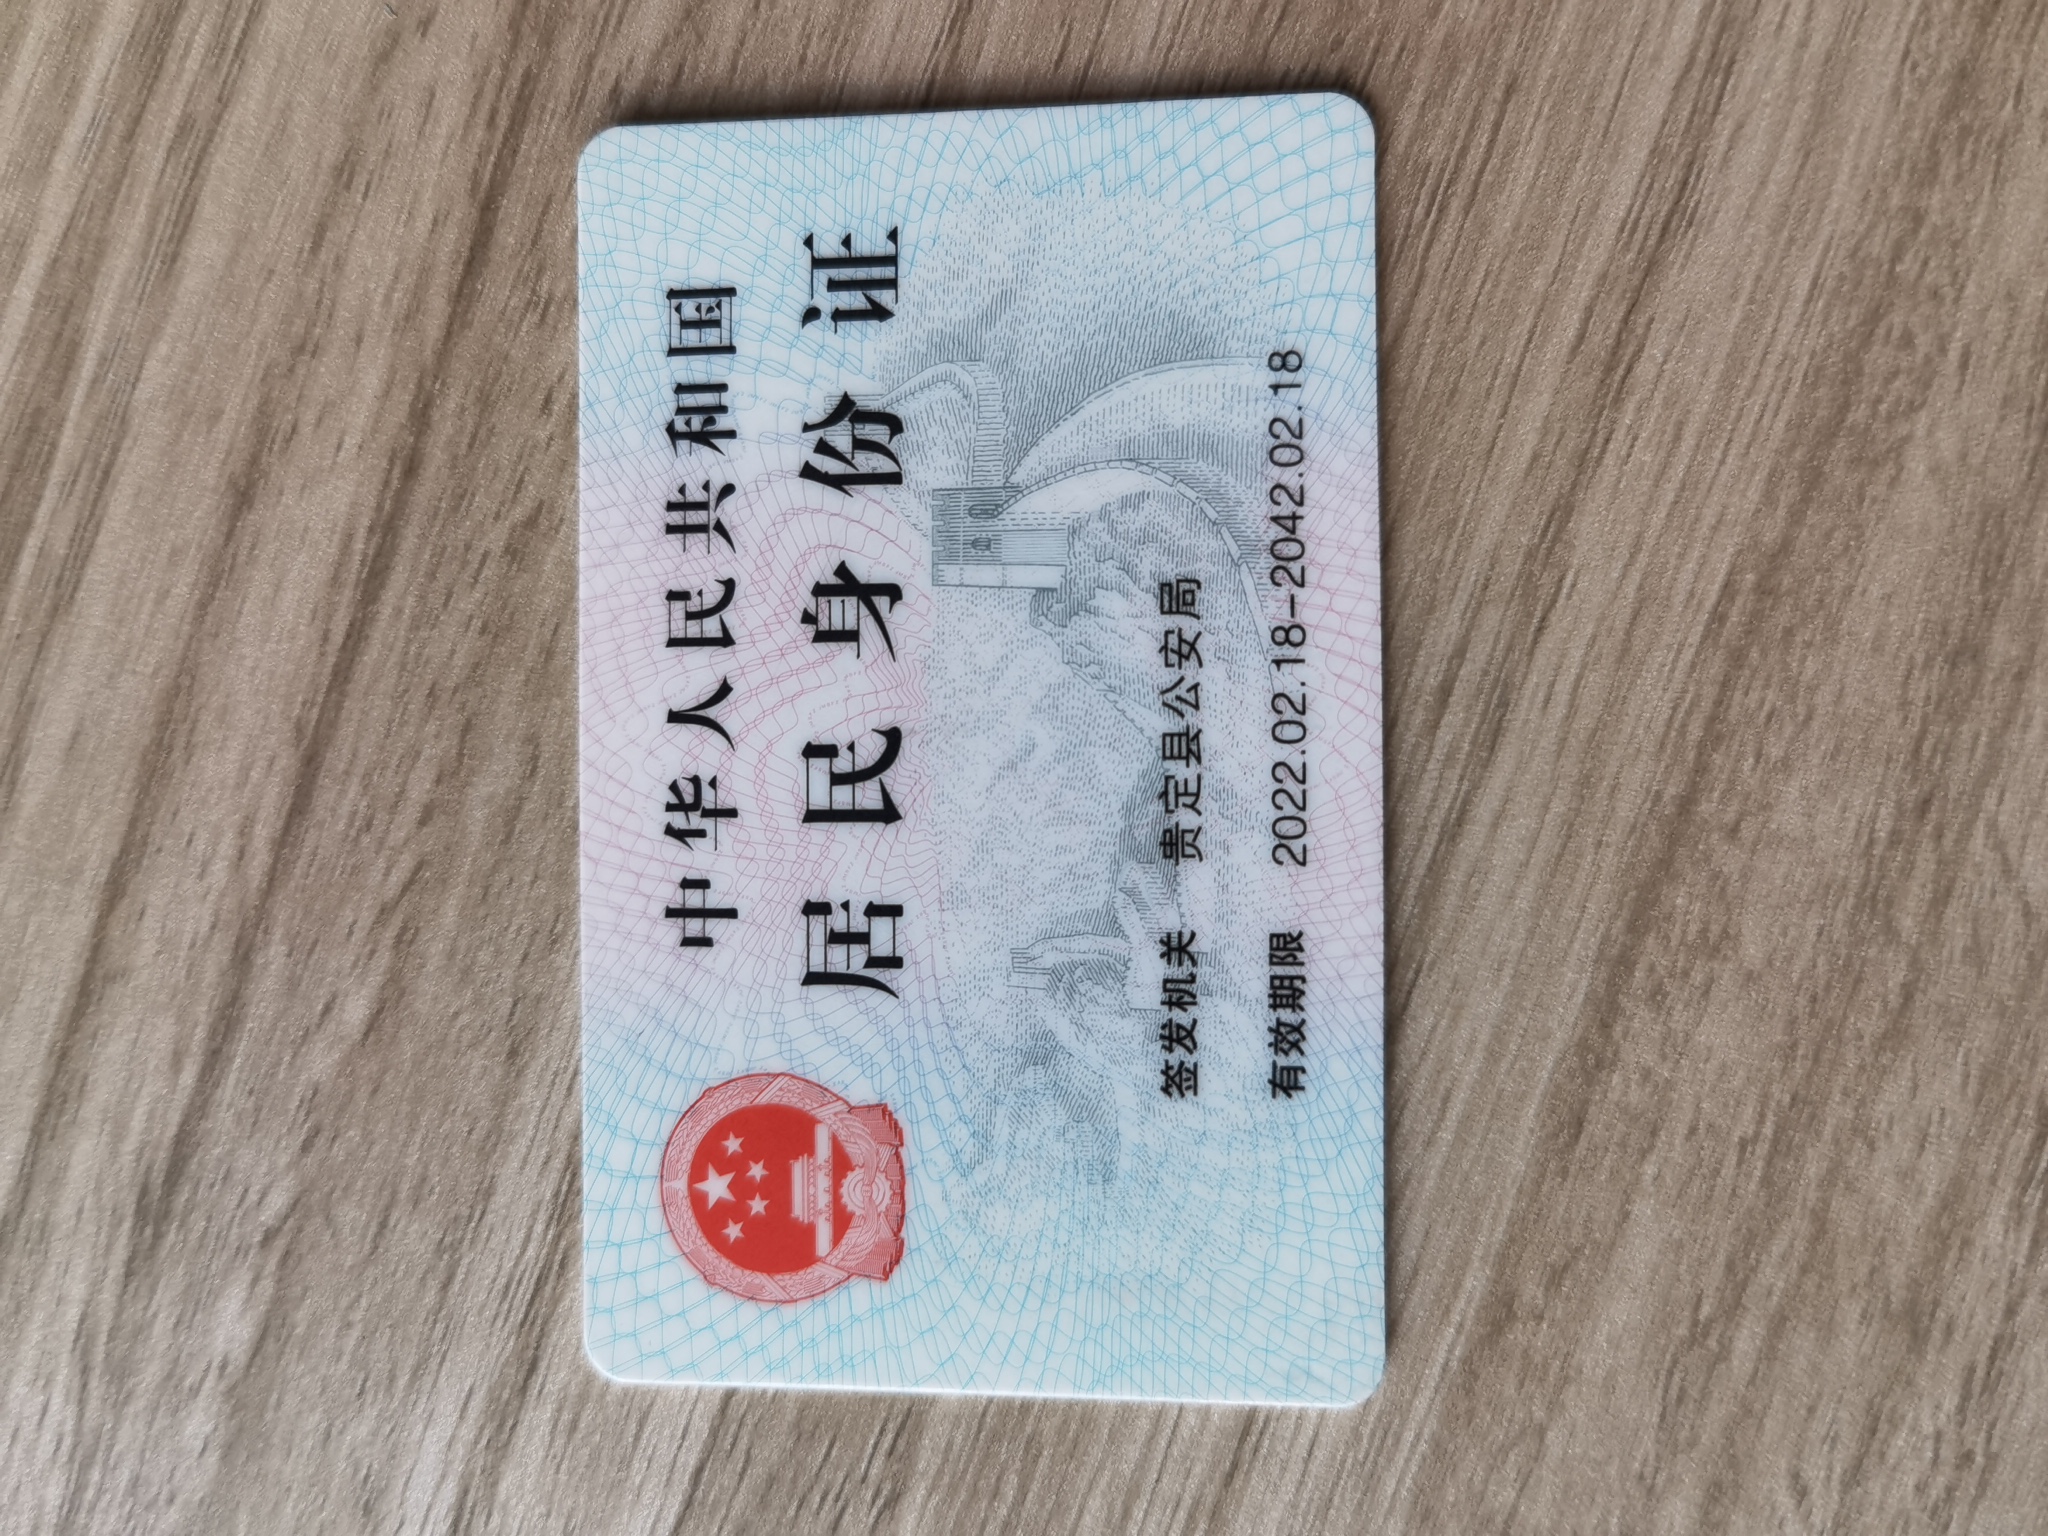 中华人民共和国
居民身份证
签发机关 贵定县公安局
有效期限 2022.02.18-2042.02.18